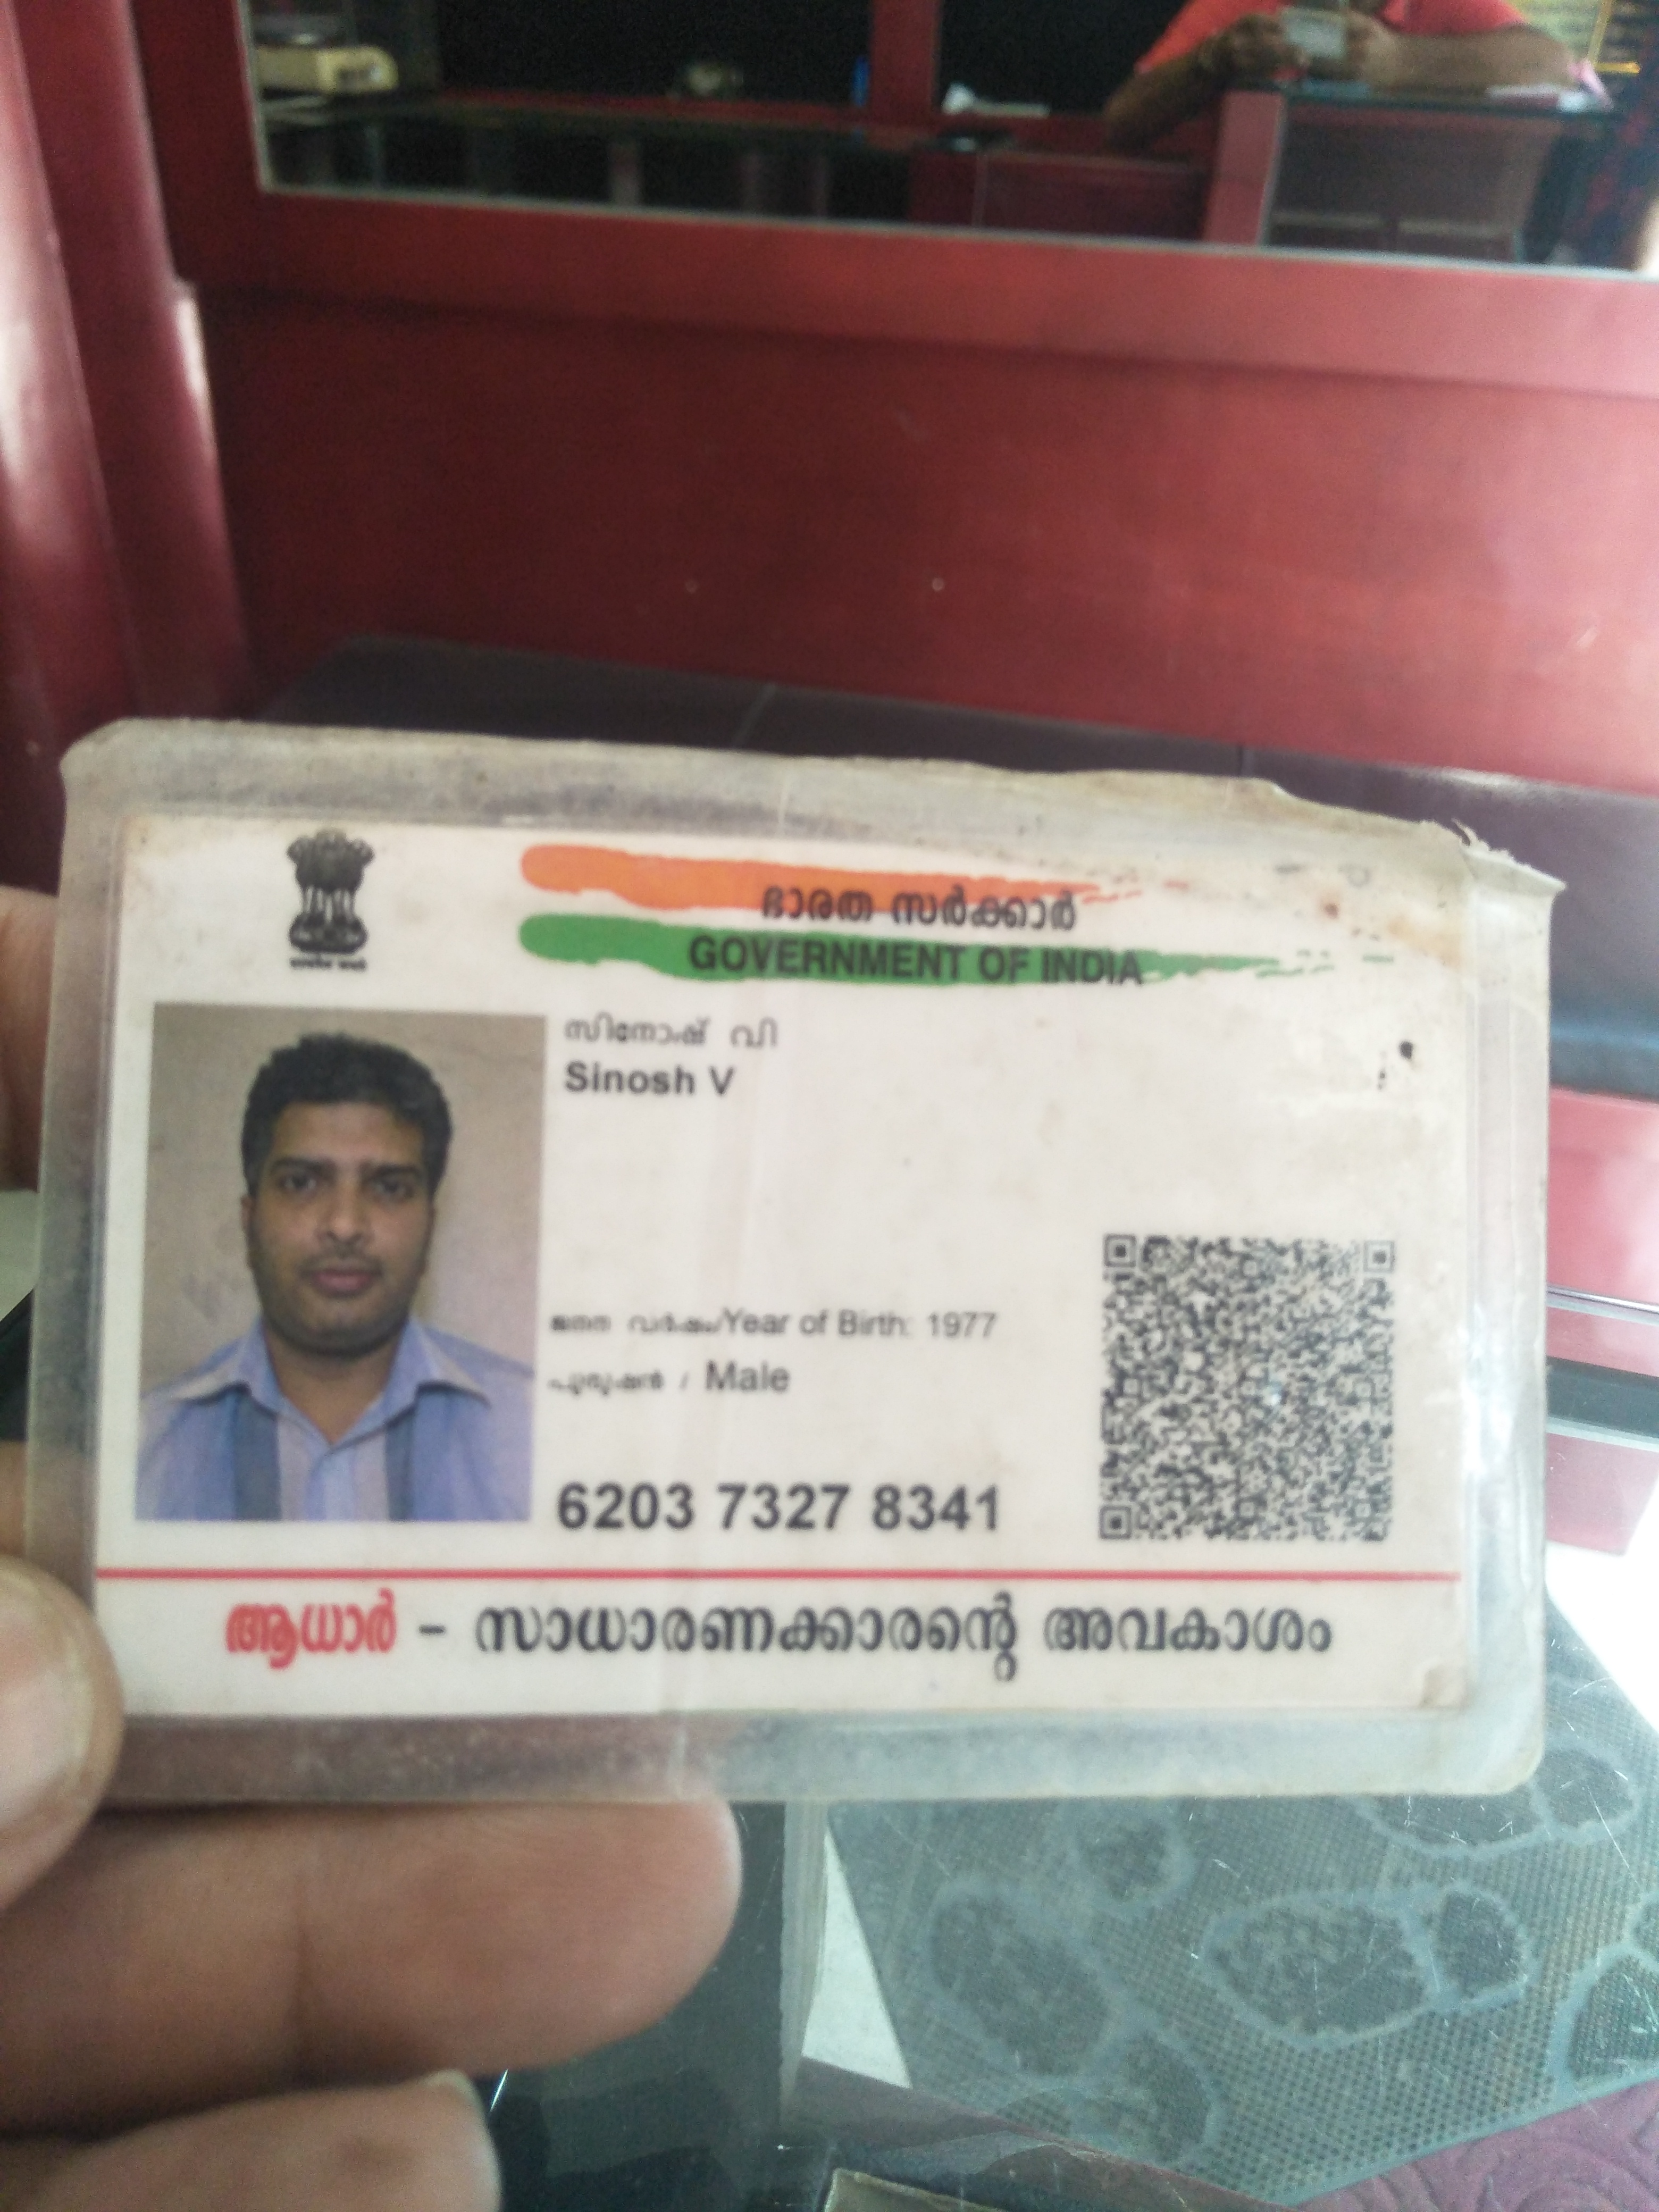 ഭാരത സർക്കാർ
GOVERNMENT OF INDIA
സിനോഷ് വി
Sinosh V
ജനന വർഷം/Year of Birth: 1977
പുരുഷൻ / Male
6203 7327 8341
ആധാർ - സാധാരണക്കാരന്റെ അവകാശം